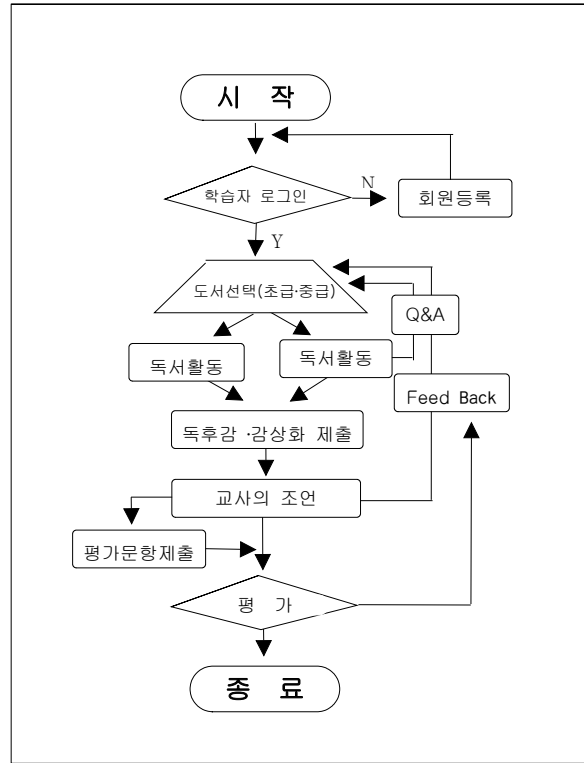 시 작
학습자 로그인
N
회원등록
Y
도서선택(초급·중급)
Q&A
독서활동
독서활동
Feed Back
독후감 ·감상화 제출
교사의 조언
평가문항제출
평 가
종 료